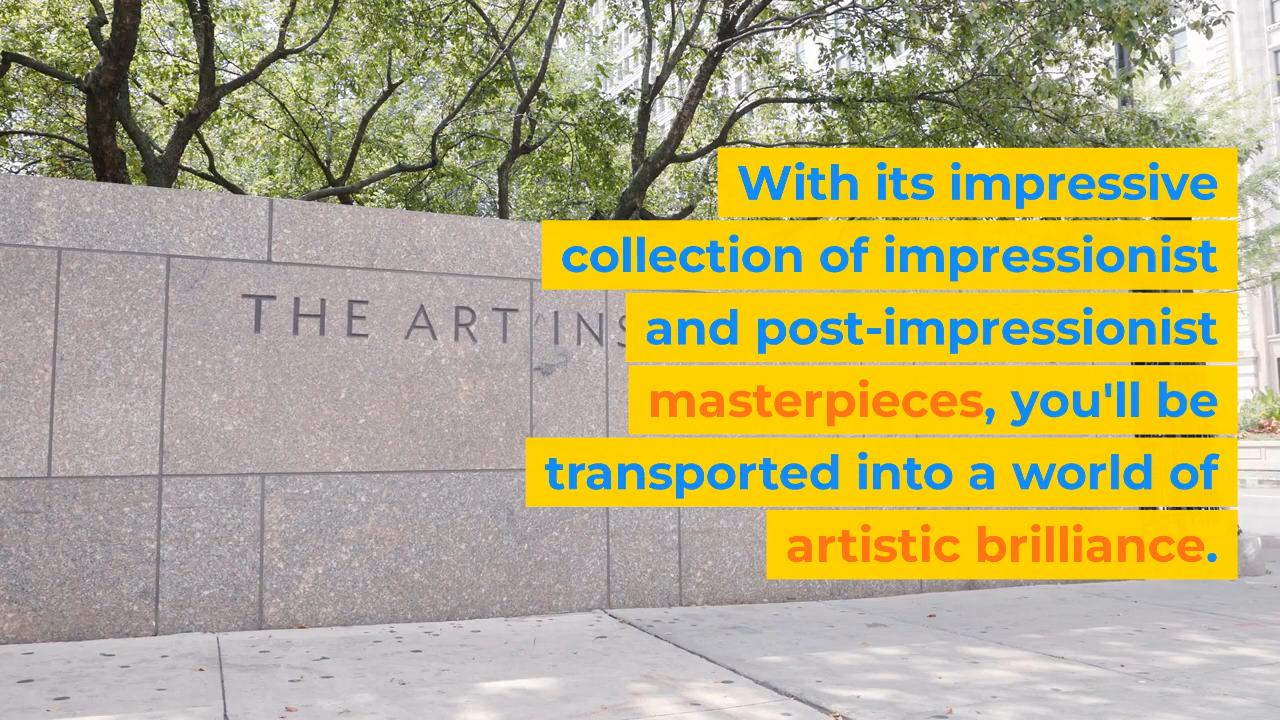 THE ART INS
With its impressive
collection of impressionist
and post-impressionist
masterpieces, you'll be
transported into a world of
artistic brilliance.